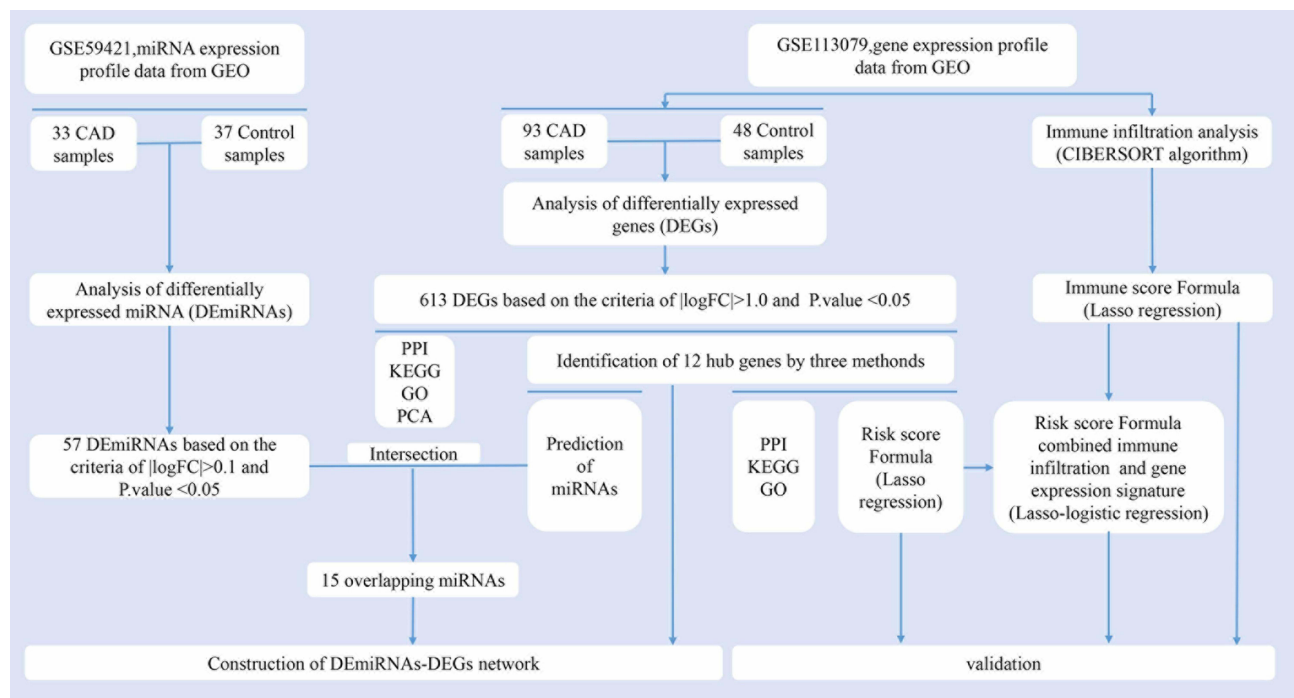 GSE59421,miRNA expression
profile data from GEO
33 CAD
samples
37 Control
samples
Analysis of differentially
expressed miRNA (DEmiRNAs)
57 DEmiRNAs based on the
criteria of |logFC|>0.1 and
P.value <0.05
GSE113079,gene expression profile
data from GEO
93 CAD
samples
48 Control
samples
Analysis of differentially expressed
genes (DEGs)
613 DEGs based on the criteria of |logFC|>1.0 and P.value <0.05
PPI
KEGG
GO
PCA
Identification of 12 hub genes by three methonds
Intersection
Prediction
of
miRNAs
15 overlapping miRNAs
Construction of DEmiRNAs-DEGs network
PPI
KEGG
GO
Risk score
Formula
(Lasso
regression)
Immune infiltration analysis
(CIBERSORT algorithm)
Immune score Formula
(Lasso regression)
Risk score Formula
combined immune
infiltration and gene
expression signature
(Lasso-logistic regression)
validation